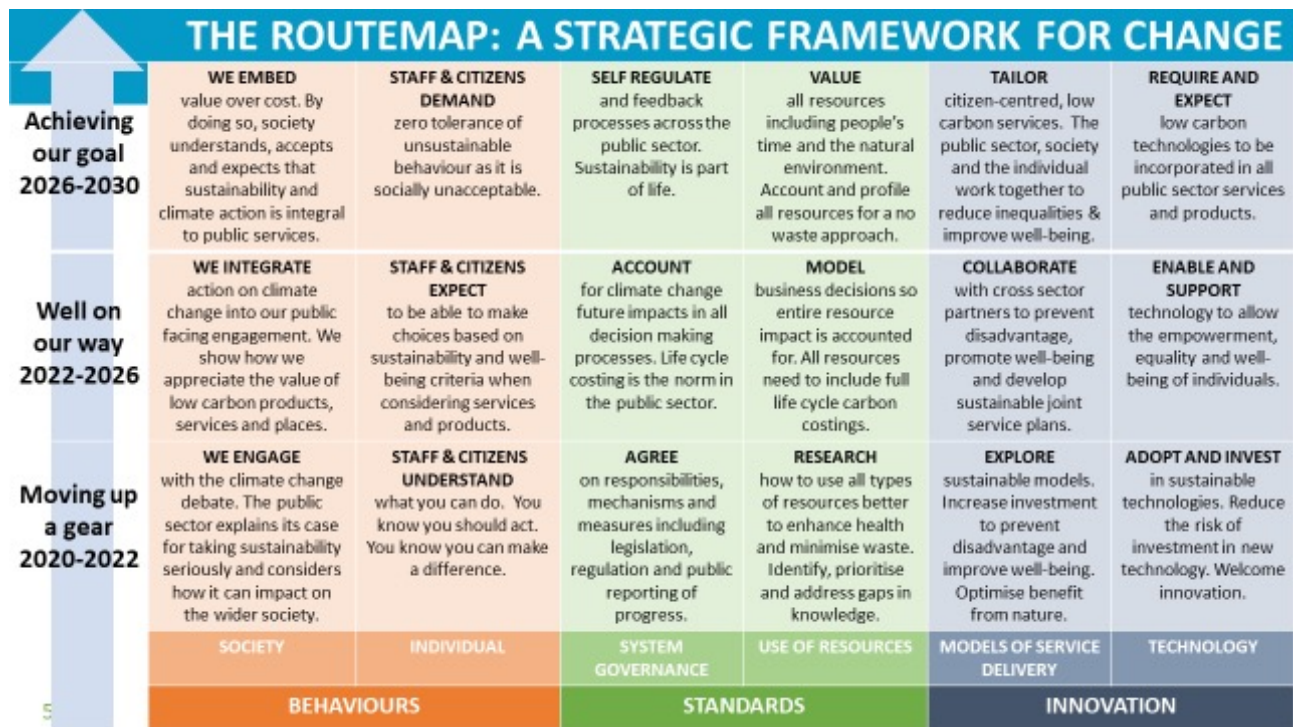 THE ROUTEMAP: A STRATEGIC FRAMEWORK FOR CHANGE
Achieving
our goal
2026-2030
WE EMBED
value over cost. By
doing so, society
understands, accepts
and expects that
sustainability and
climate action is integral
to public services.
STAFF & CITIZENS
DEMAND
zero tolerance of
unsustainable
behaviour as it is
socially unacceptable.
SELF REGULATE
and feedback
processes across the
public sector.
Sustainability is part
of life.
VALUE
all resources
including people's
time and the natural
environment.
Account and profile
all resources for a no
waste approach.
TAILOR
citizen-centred, low
carbon services. The
public sector, society
and the individual
work together to
reduce inequalities &
improve well-being.
REQUIRE AND
EXPECT
low carbon
technologies to be
incorporated in all
public sector services
and products.
Well on
our way
2022-2026
WE INTEGRATE
action on climate
change into our public
facing engagement. We
show how we
appreciate the value of
low carbon products,
services and places.
STAFF & CITIZENS
EXPECT
to be able to make
choices based on
sustainability and well-
being criteria when
considering services
and products.
ACCOUNT
for climate change
future impacts in all
decision making
processes. Life cycle
costing is the norm in
the public sector.
MODEL
business decisions so
entire resource
impact is accounted
for. All resources
need to include full
life cycle carbon
costings.
COLLABORATE
with cross sector
partners to prevent
disadvantage,
promote well-being
and develop
sustainable joint
service plans.
ENABLE AND
SUPPORT
technology to allow
the empowerment,
equality and well-
being of individuals.
Moving up
a gear
2020-2022
WE ENGAGE
with the climate change
debate. The public
sector explains its case
for taking sustainability
seriously and considers
how it can impact on
the wider society.
STAFF & CITIZENS
UNDERSTAND
what you can do. You
know you should act.
You know you can make
a difference.
AGREE
on responsibilities,
mechanisms and
measures including
legislation,
regulation and public
reporting of
progress.
RESEARCH
how to use all types
of resources better
to enhance health
and minimise waste.
Identify, prioritise
and address gaps in
knowledge.
EXPLORE
sustainable models.
Increase investment
to prevent
disadvantage and
improve well-being.
Optimise benefit
from nature.
ADOPT AND INVEST
in sustainable
technologies. Reduce
the risk of
investment in new
technology. Welcome
innovation.
SOCIETY
INDIVIDUAL
SYSTEM
GOVERNANCE
USE OF RESOURCES
MODELS OF SERVICE
DELIVERY
TECHNOLOGY
BEHAVIOURS
STANDARDS
INNOVATION